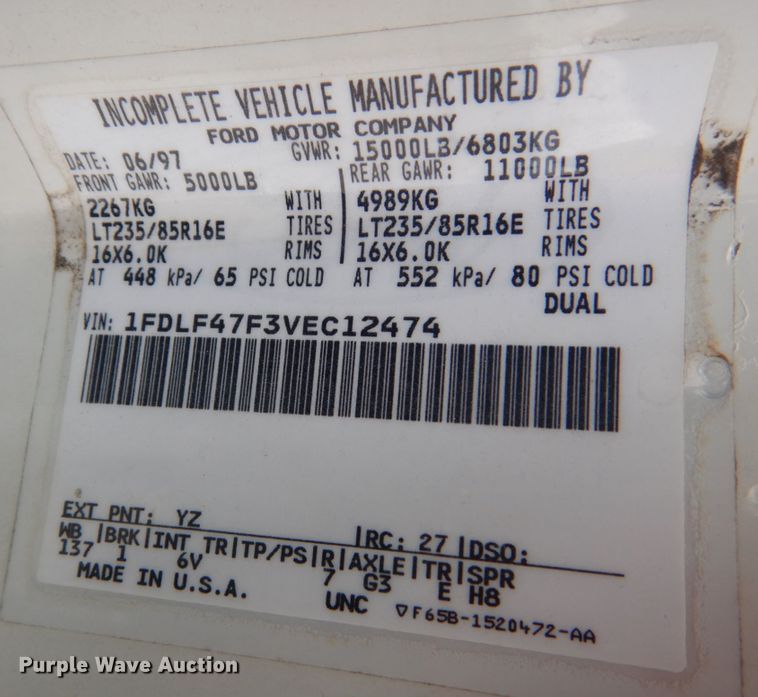 INCOMPLETE VEHICLE MANUFACTURED BY
FORD MOTOR COMPANY
DATE: 06/97 GVWR: 15000LB/6803KG
FRONT GAWR: 5000LB REAR GAWR: 11000LB
2267KG WITH 4989KG WITH
LT235/85R16E TIRES LT235/85R16E TIRES
16X6.0K RIMS 16X6.0K RIMS
AT 448 kPa/ 65 PSI COLD AT 552 kPa/ 80 PSI COLD
DUAL
VIN: 1FDLF47F3VEC12474
EXT PNT: YZ RC: 27 DSO:
WB BRK INT TR TP/PS R AXLE TR SPR
137 1 6V 7 G3 E H8
MADE IN U.S.A. UNC ▽F65B-1520472-AA
Purple Wave Auction